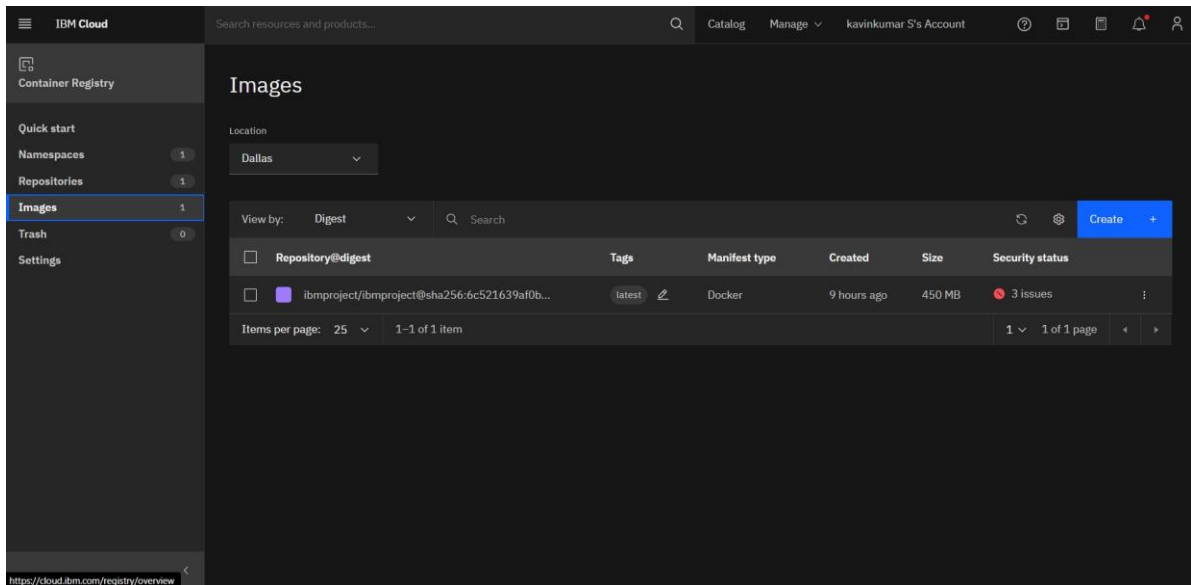 IBM Cloud
Search resources and products...
Catalog
Manage
kavinkumar S's Account
Container Registry
Quick start
Namespaces 1
Repositories 1
Images 1
Trash 0
Settings
Images
Location
Dallas
View by: Digest
Search
Create +
Repository@digest Tags Manifest type Created Size Security status
ibmproject/ibmproject@sha256:6c521639af0b... latest Docker 9 hours ago 450 MB 3 issues
Items per page: 25 1–1 of 1 item 1 1 of 1 page
https://cloud.ibm.com/registry/overview